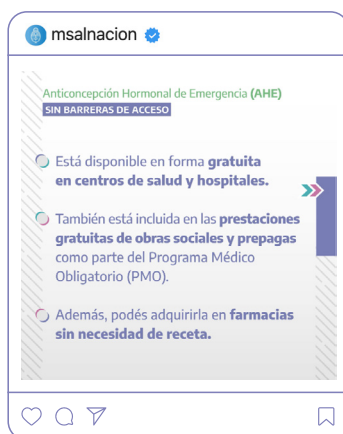 msalnacion
Anticoncepción Hormonal de Emergencia (AHE)
SIN BARRERAS DE ACCESO
Está disponible en forma gratuita
en centros de salud y hospitales.
También está incluida en las prestaciones
gratuitas de obras sociales y prepagas
como parte del Programa Médico
Obligatorio (PMO).
Además, podés adquirirla en farmacias
sin necesidad de receta.